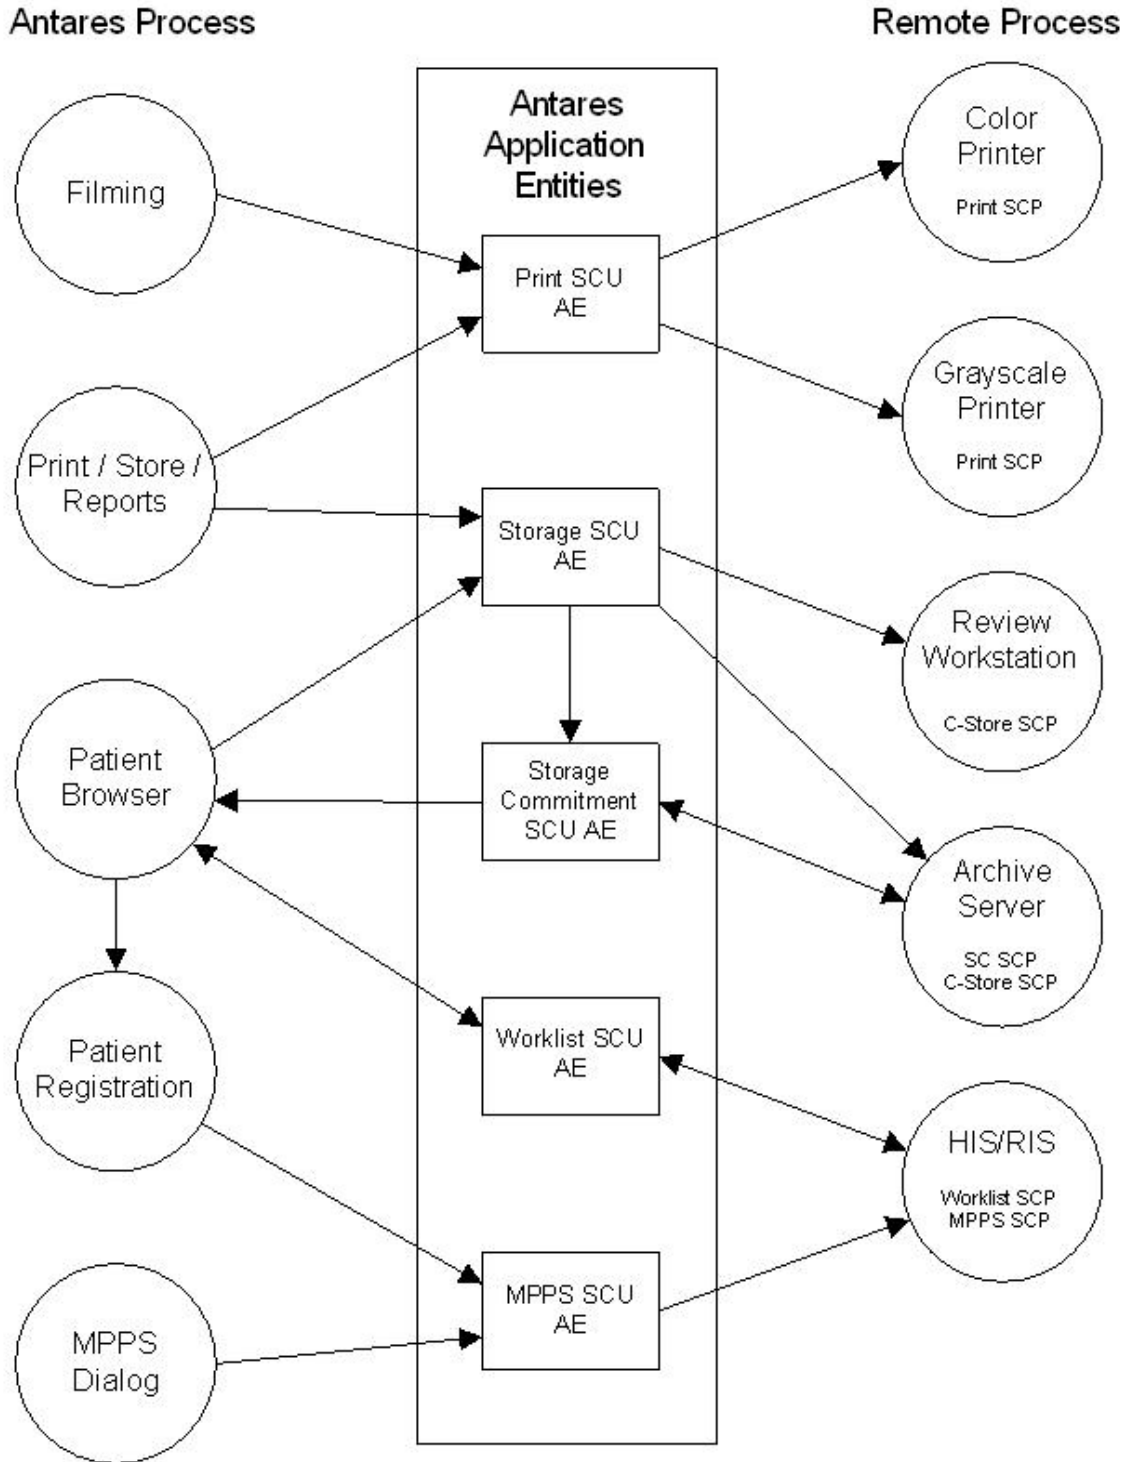 Antares Process
Remote Process
Antares
Application
Entities
Filming
Print / Store /
Reports
Patient
Browser
Patient
Registration
MPPS
Dialog
Print SCU
AE
Storage SCU
AE
Storage
Commitment
SCU AE
Worklist SCU
AE
MPPS SCU
AE
Color
Printer
Print SCP
Grayscale
Printer
Print SCP
Review
Workstation
C-Store SCP
Archive
Server
SC SCP
C-Store SCP
HIS/RIS
Worklist SCP
MPPS SCP